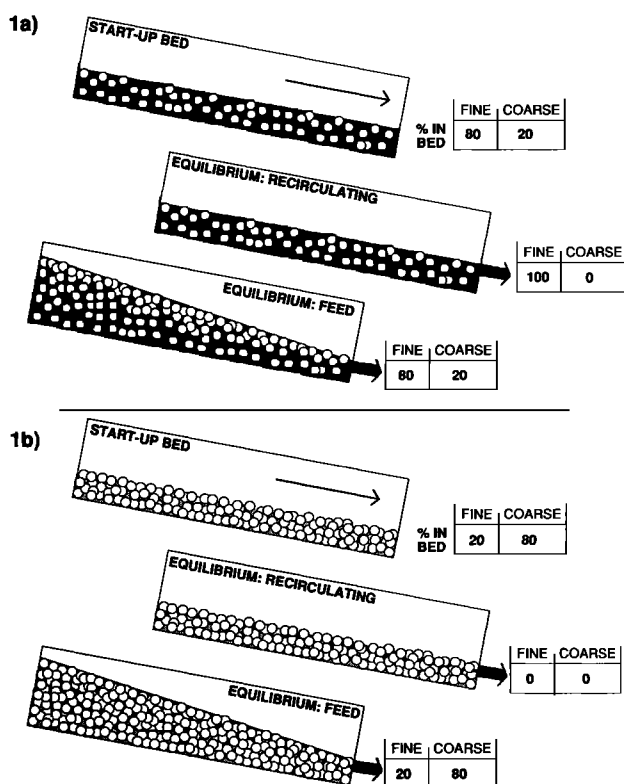 1a)
START-UP BED
FINE COARSE
% IN BED 80 20
EQUILIBRIUM: RECIRCULATING
FINE COARSE
100 0
EQUILIBRIUM: FEED
FINE COARSE
80 20
1b)
START-UP BED
FINE COARSE
% IN BED 20 80
EQUILIBRIUM: RECIRCULATING
FINE COARSE
0 0
EQUILIBRIUM: FEED
FINE COARSE
20 80